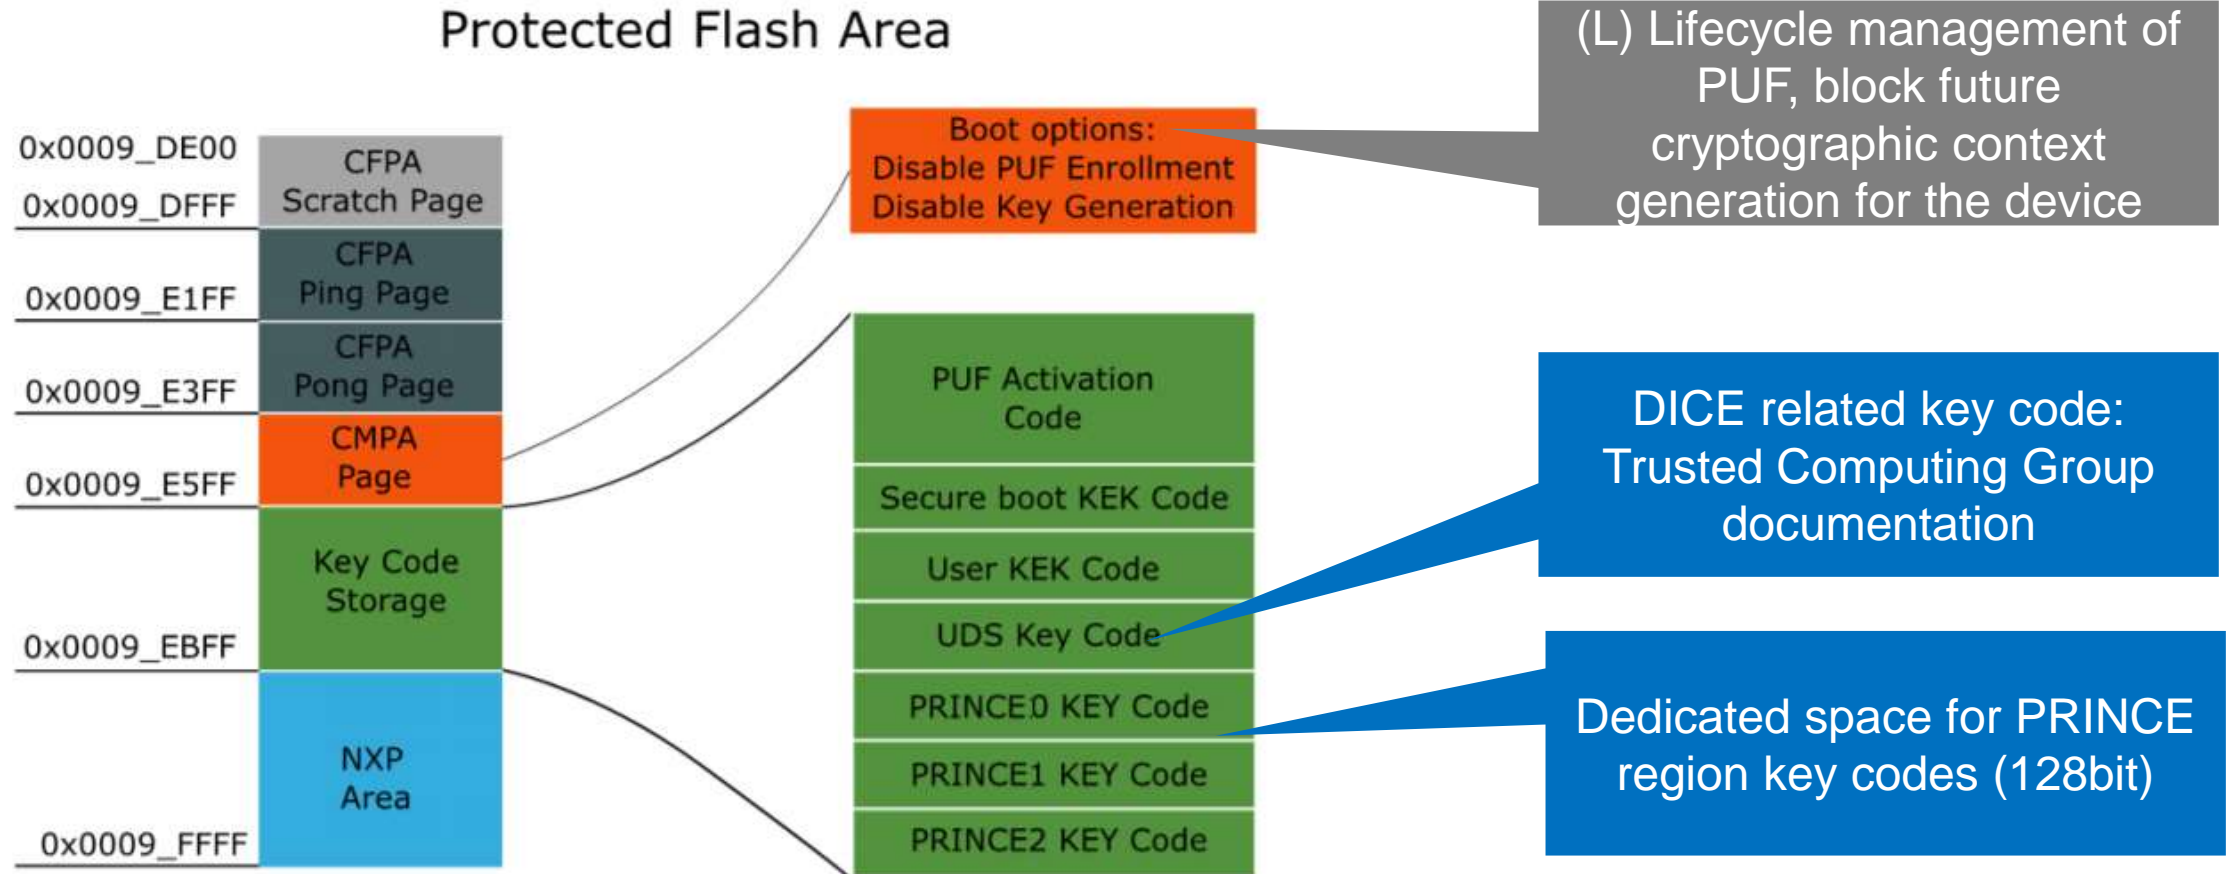 Protected Flash Area
0x0009_DE00
0x0009_DFFF
0x0009_E1FF
0x0009_E3FF
0x0009_E5FF
0x0009_EBFF
0x0009_FFFF
CFPA
Scratch Page
CFPA
Ping Page
CFPA
Pong Page
CMPA
Page
Key Code
Storage
NXP
Area
Boot options:
Disable PUF Enrollment
Disable Key Generation
PUF Activation
Code
Secure boot KEK Code
User KEK Code
UDS Key Code
PRINCE0 KEY Code
PRINCE1 KEY Code
PRINCE2 KEY Code
(L) Lifecycle management of
PUF, block future
cryptographic context
generation for the device
DICE related key code:
Trusted Computing Group
documentation
Dedicated space for PRINCE
region key codes (128bit)